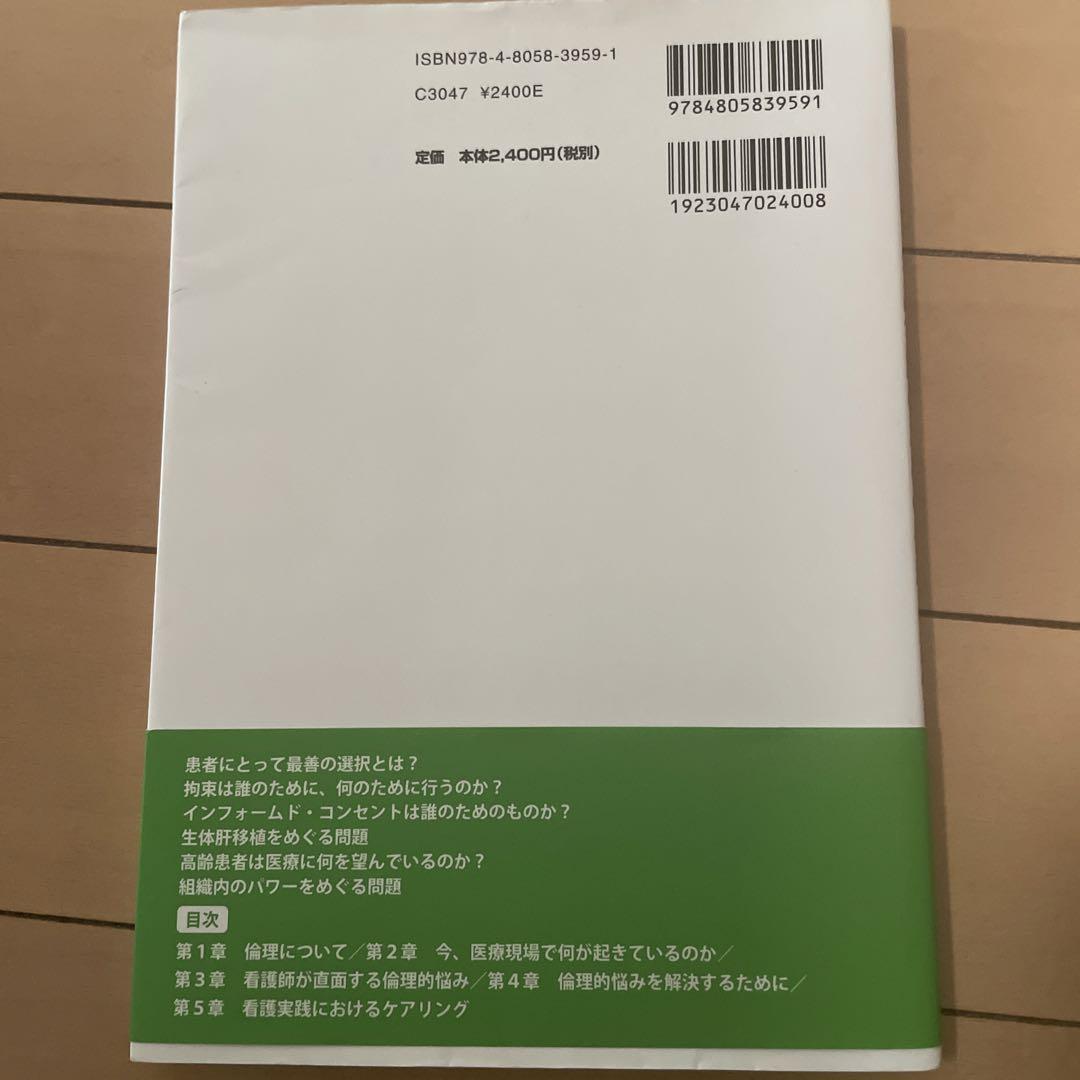 ISBN978-4-8058-3959-1
C3047 ¥2400E
定価 本体2,400円(税別)
9784805839591
1923047024008
患者にとって最善の選択とは？
拘束は誰のために、何のために行うのか？
インフォームド・コンセントは誰のためのものか？
生体肝移植をめぐる問題
高齢患者は医療に何を望んでいるのか？
組織内のパワーをめぐる問題
目次
第１章 倫理について／第２章 今、医療現場で何が起きているのか／
第３章 看護師が直面する倫理的悩み／第４章 倫理的悩みを解決するために／
第５章 看護実践におけるケアリング